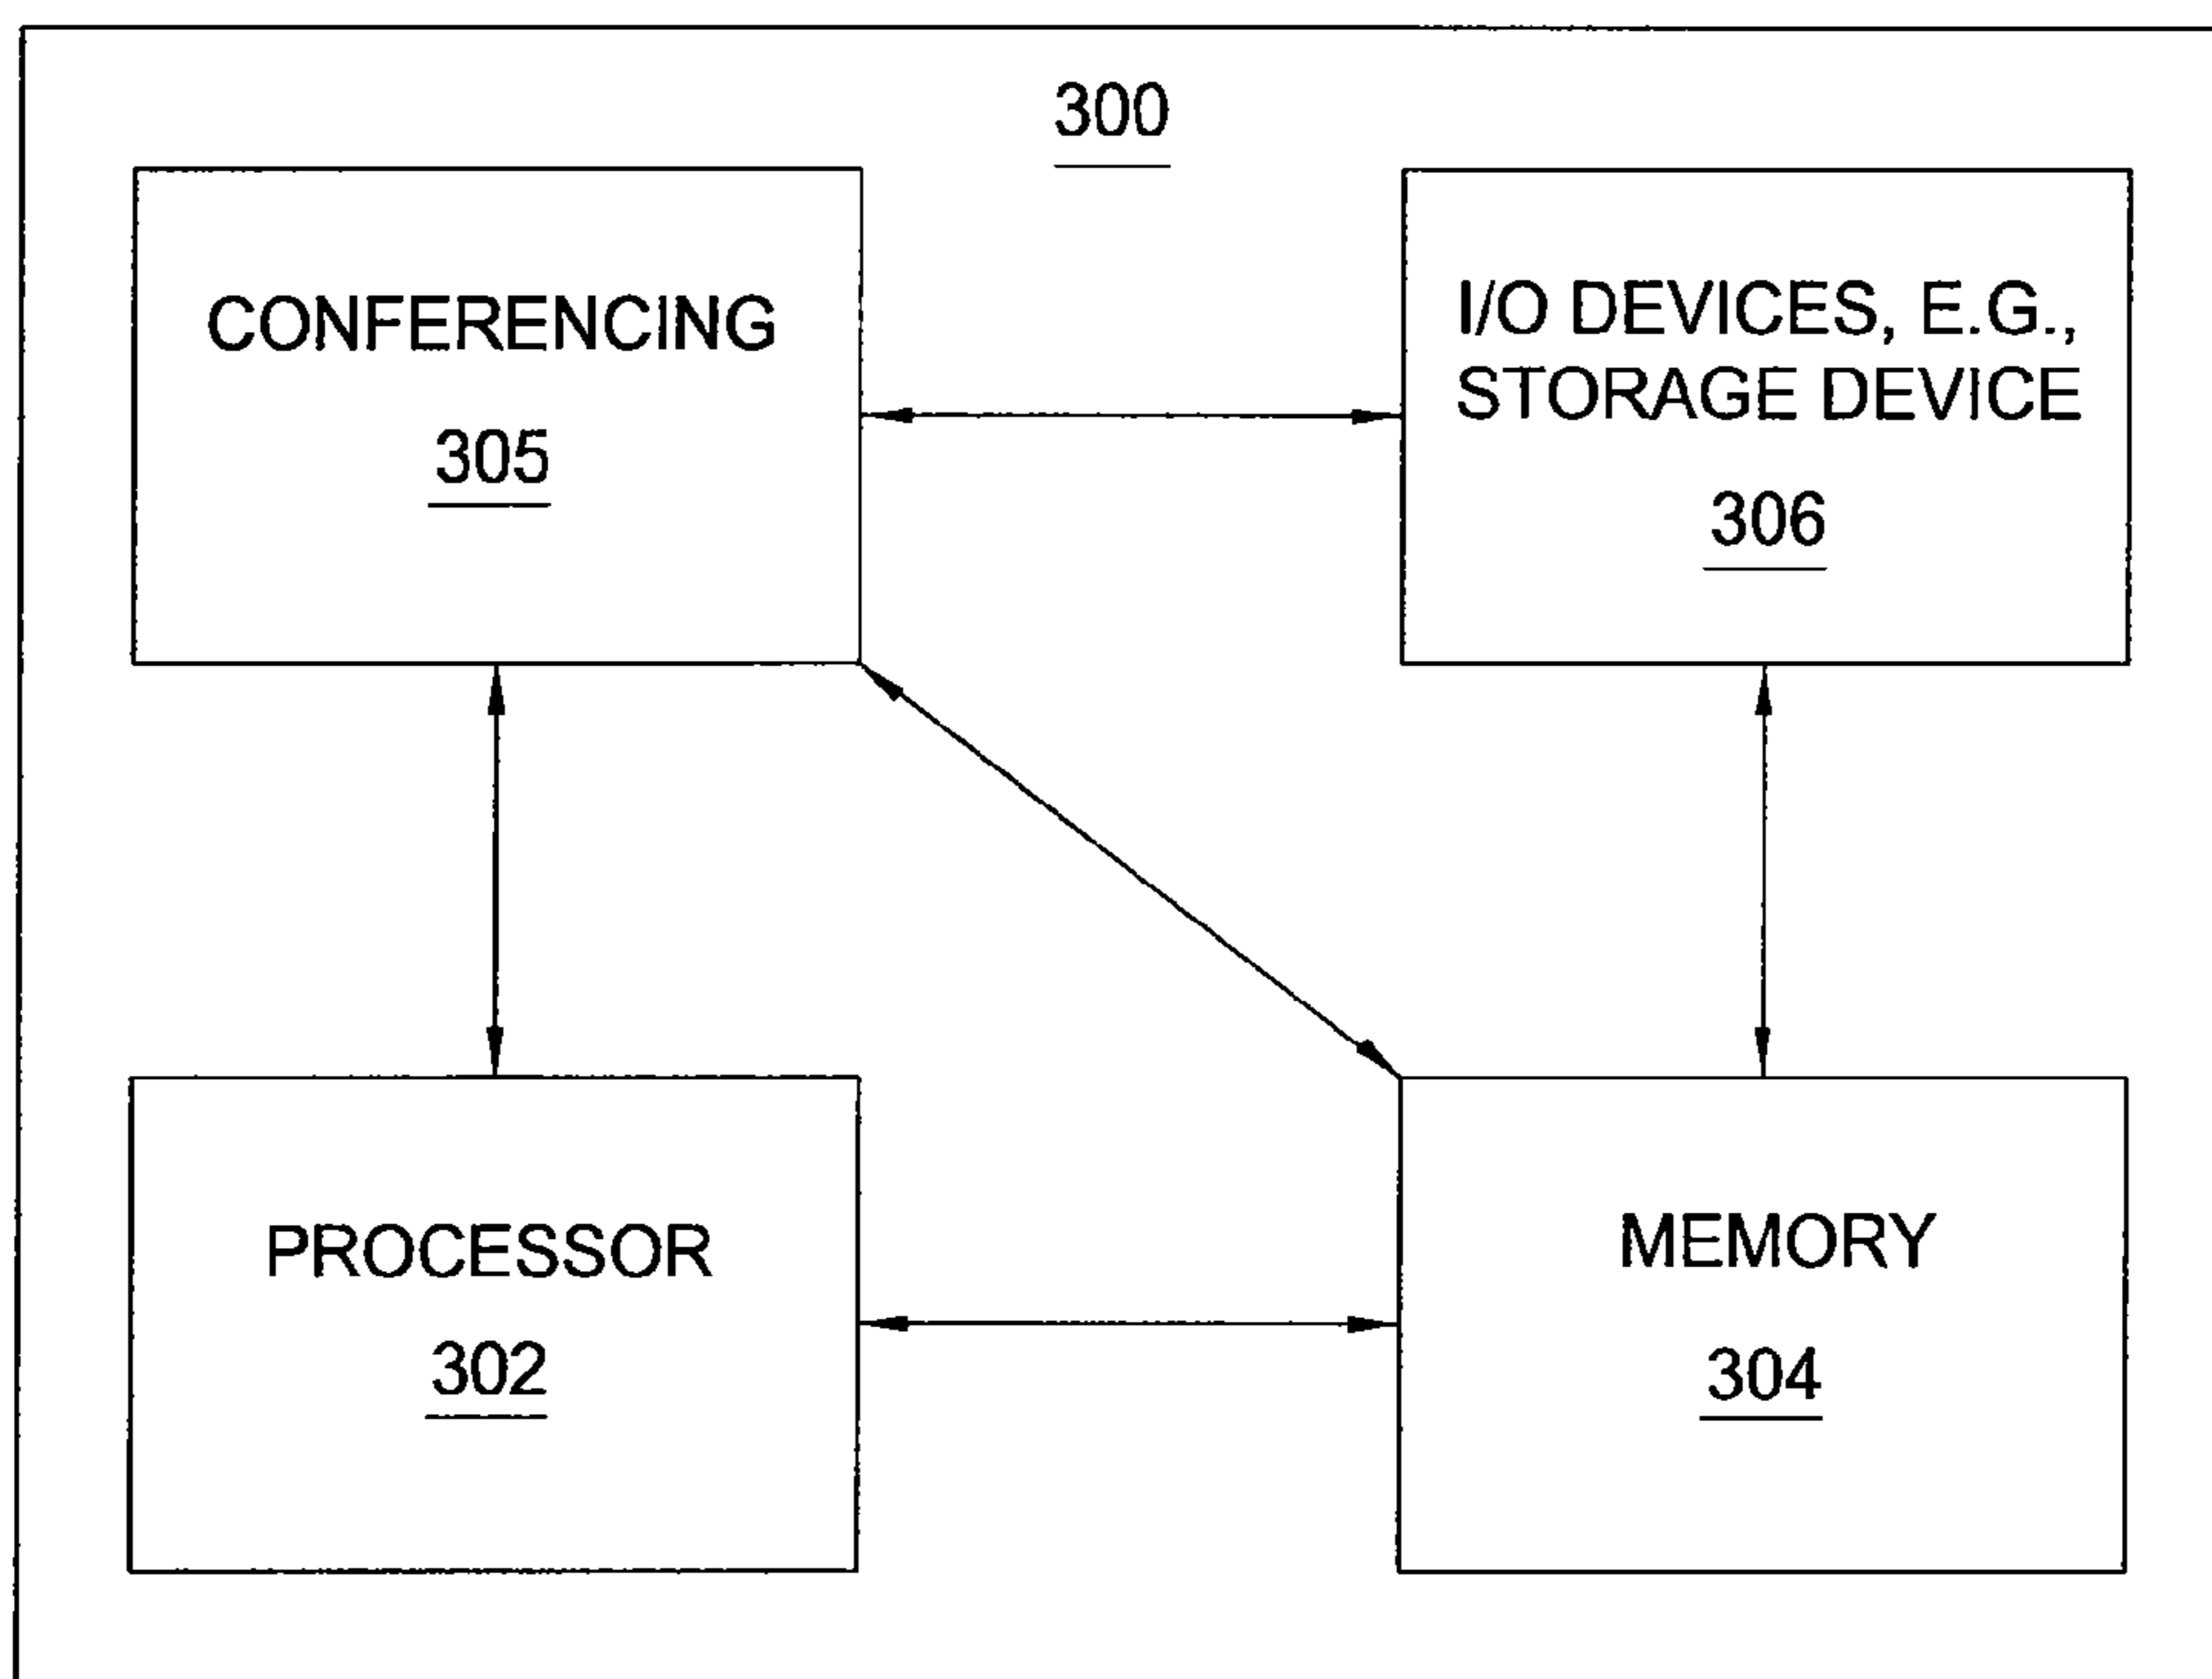 300
CONFERENCING
305
I/O DEVICES, E.G.,
STORAGE DEVICE
306
PROCESSOR
302
MEMORY
304